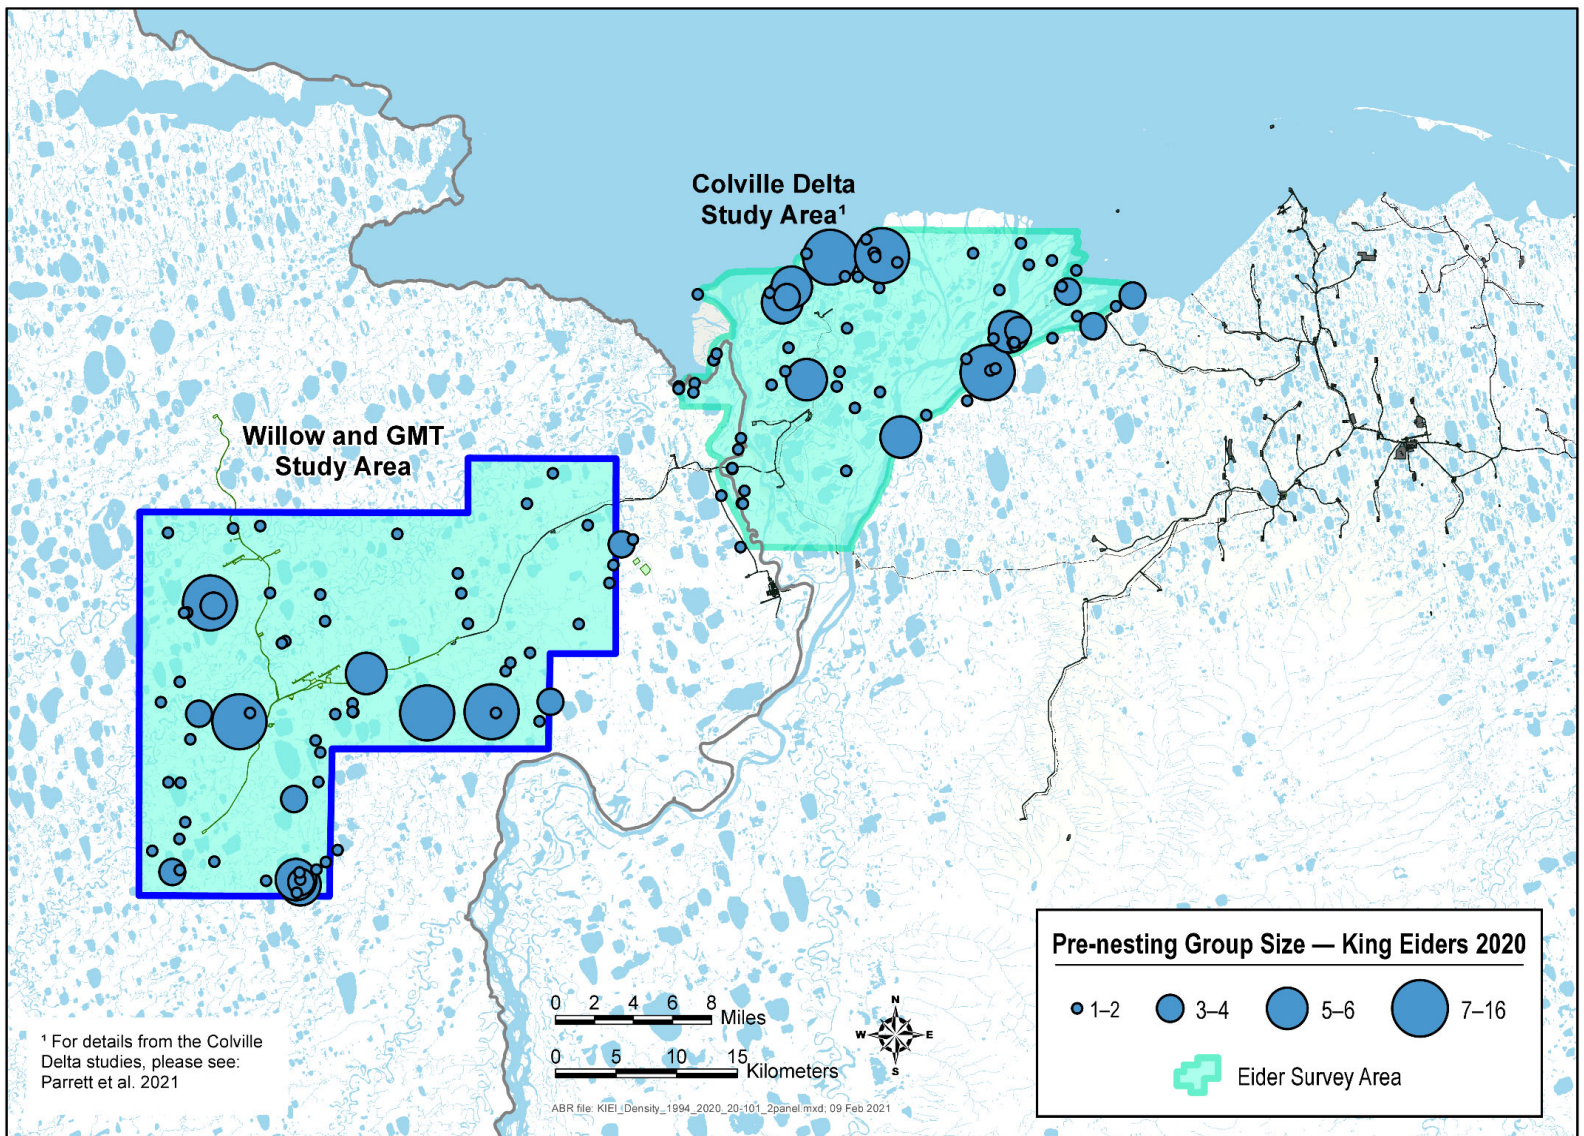 Colville Delta
Study Area¹
Willow and GMT
Study Area
Pre-nesting Group Size — King Eiders 2020
1–2
3–4
5–6
7–16
Eider Survey Area
0 2 4 6 8
Miles
0 5 10 15
Kilometers
N
W E
S
¹ For details from the Colville
Delta studies, please see:
Parrett et al. 2021
ABR file: KIEI_Density_1994_2020_20-101_2panel.mxd; 09 Feb 2021